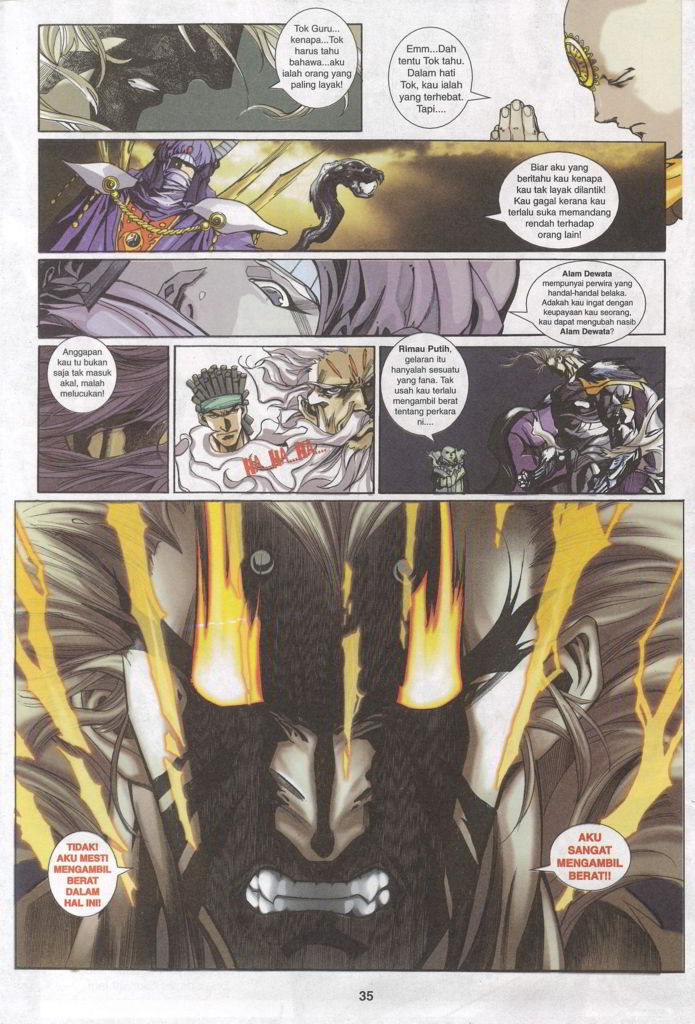 Tok Guru...
kenapa...Tok
harus tahu
bahawa...aku
ialah orang yang
paling layak!
Emm...Dah
tentu Tok tahu.
Dalam hati
Tok, kau ialah
yang terhebat.
Tapi....
Biar aku yang
beritahu kau kenapa
kau tak layak dilantik!
Kau gagal kerana kau
terlalu suka memandang
rendah terhadap
orang lain!
Alam Dewata
mempunyai perwira yang
handal-handal belaka.
Adakah kau ingat dengan
keupayaan kau seorang,
kau dapat mengubah nasib
Alam Dewata?
Anggapan
kau tu bukan
saja tak masuk
akal, malah
melucukan!
HA...HA...HA...
Rimau Putih,
gelaran itu
hanyalah sesuatu
yang fana. Tak
usah kau terlalu
mengambil berat
tentang perkara
ni....
TIDAK!
AKU MESTI
MENGAMBIL
BERAT
DALAM
HAL INI!
AKU
SANGAT
MENGAMBIL
BERAT!!
35